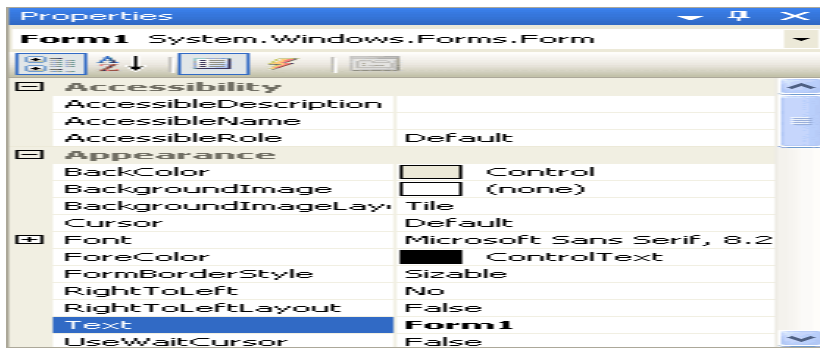 Properties
Form1 System.Windows.Forms.Form
A Z
Accessibility
AccessibleDescription
AccessibleName
AccessibleRole Default
Appearance
BackColor Control
BackgroundImage (none)
BackgroundImageLay Tile
Cursor Default
Font Microsoft Sans Serif, 8.2
ForeColor ControlText
FormBorderStyle Sizable
RightToLeft No
RightToLeftLayout False
Text Form1
UseWaitCursor False